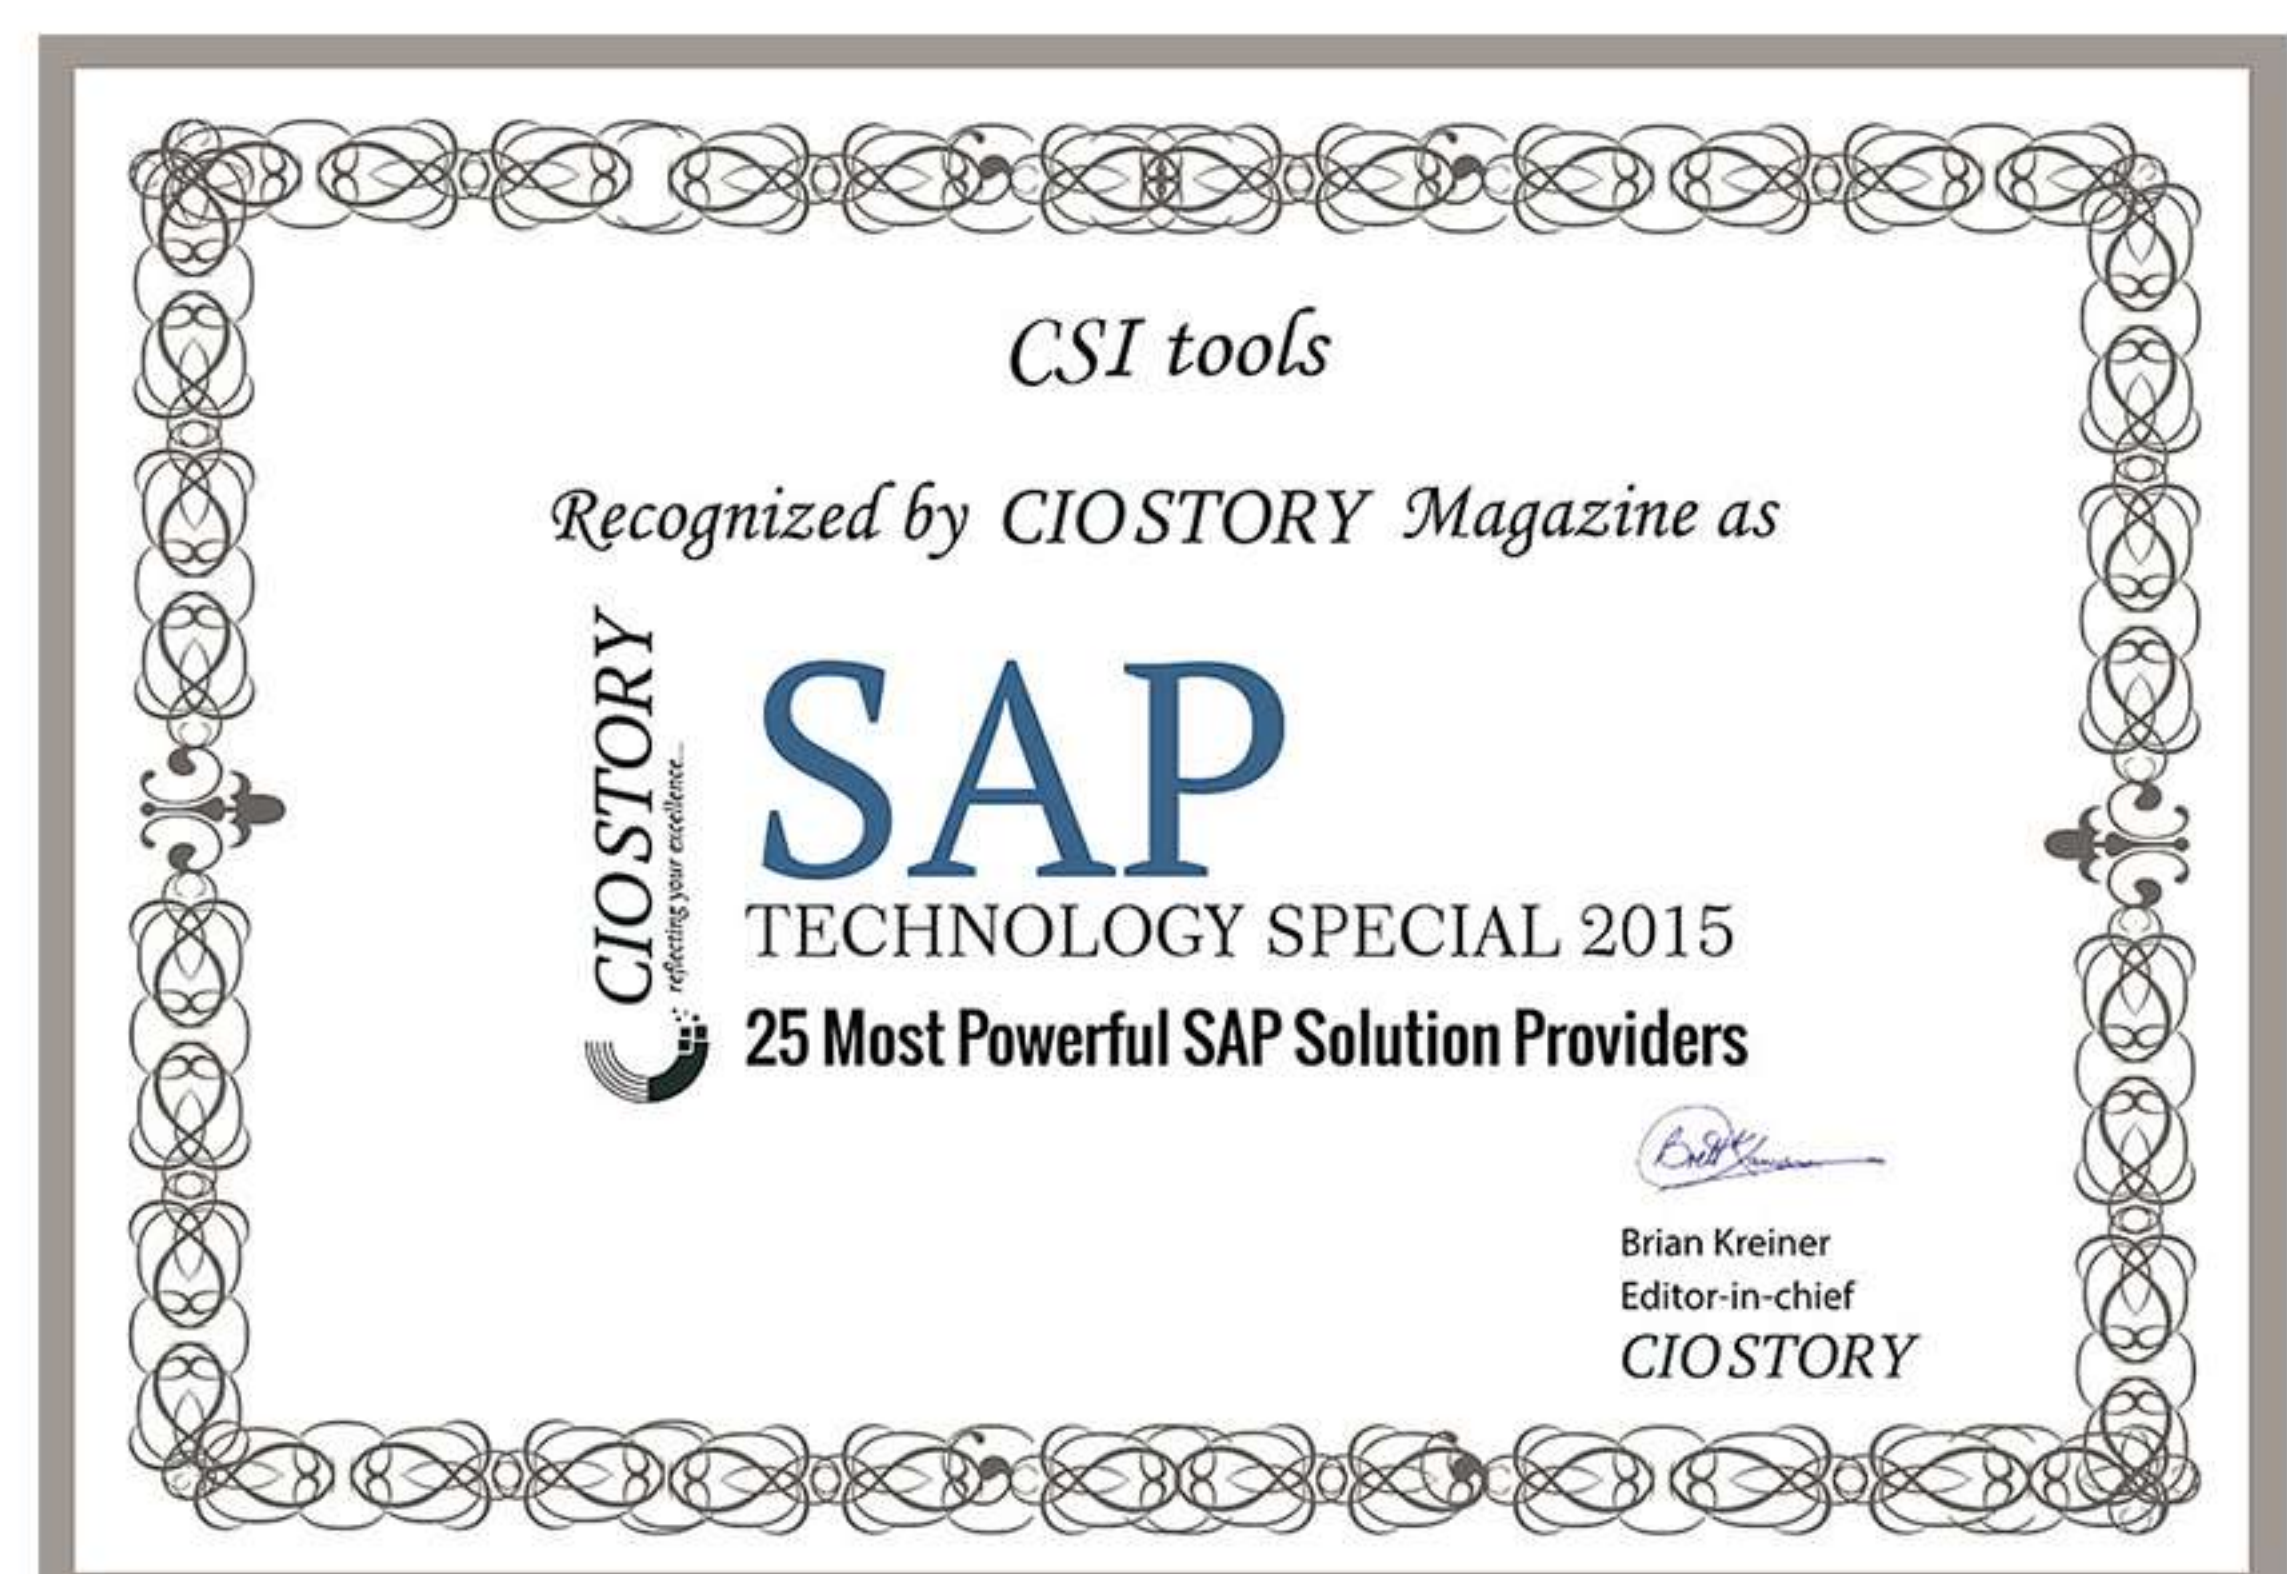 CSI tools
Recognized by CIOSTORY Magazine as
CIOSTORY
reflecting your excellence...
SAP
TECHNOLOGY SPECIAL 2015
25 Most Powerful SAP Solution Providers
Brian Kreiner
Editor-in-chief
CIOSTORY